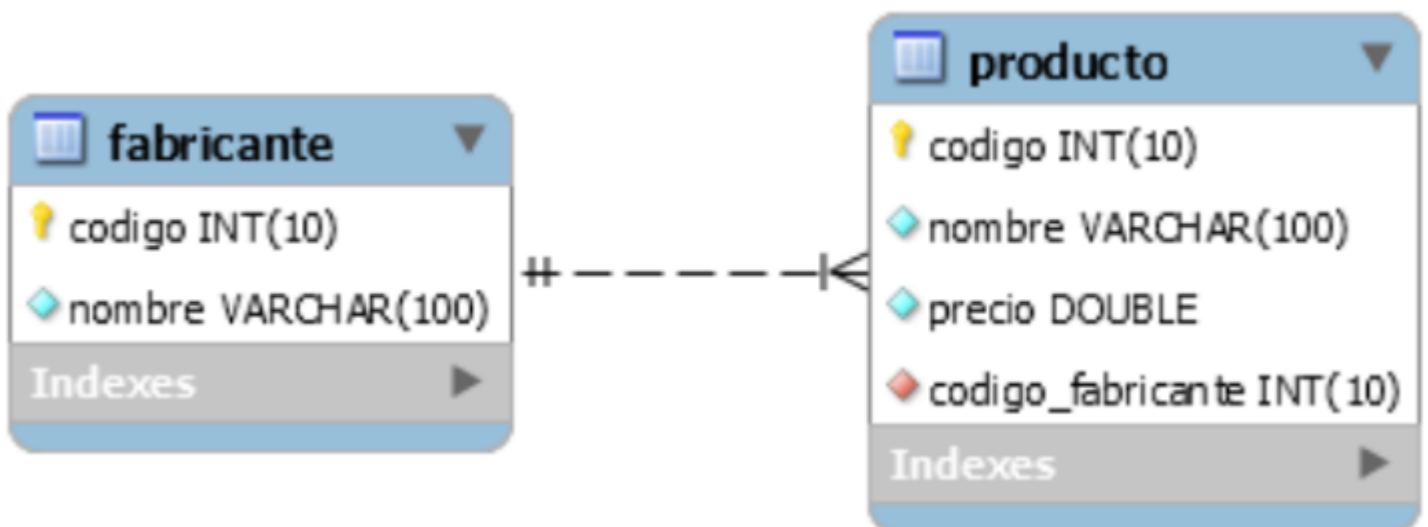 fabricante
codigo INT(10)
nombre VARCHAR(100)
Indexes
producto
codigo INT(10)
nombre VARCHAR(100)
precio DOUBLE
codigo_fabricante INT(10)
Indexes